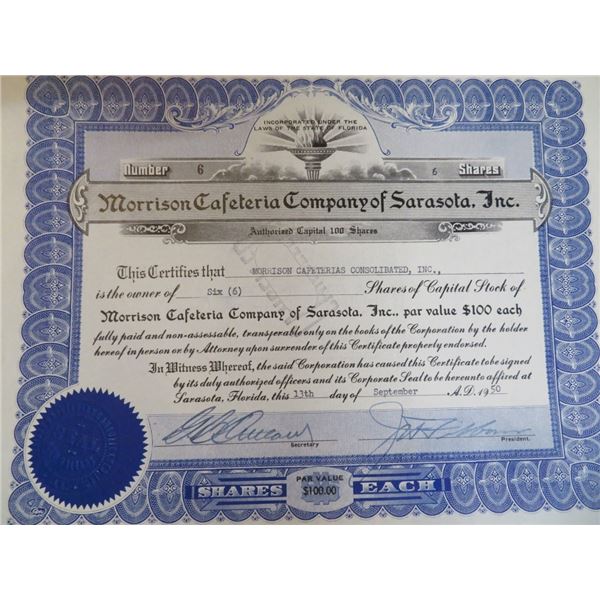 INCORPORATED UNDER THE
LAWS OF THE STATE OF FLORIDA
Number 6 6 Shares
Morrison Cafeteria Company of Sarasota, Inc.
Authorized Capital 100 Shares
This Certifies that MORRISON CAFETERIAS CONSOLIDATED, INC.,
is the owner of Six (6) Shares of Capital Stock of
Morrison Cafeteria Company of Sarasota, Inc., par value $100 each
fully paid and non-assessable, transferable only on the books of the Corporation by the holder
hereof in person or by Attorney upon surrender of this Certificate properly endorsed.
In Witness Whereof, the said Corporation has caused this Certificate to be signed
by its duly authorized officers and its Corporate Seal to be hereunto affixed at
Sarasota, Florida, this 13th day of September A.D. 1950
Secretary President.
SHARES PAR VALUE $100.00 EACH